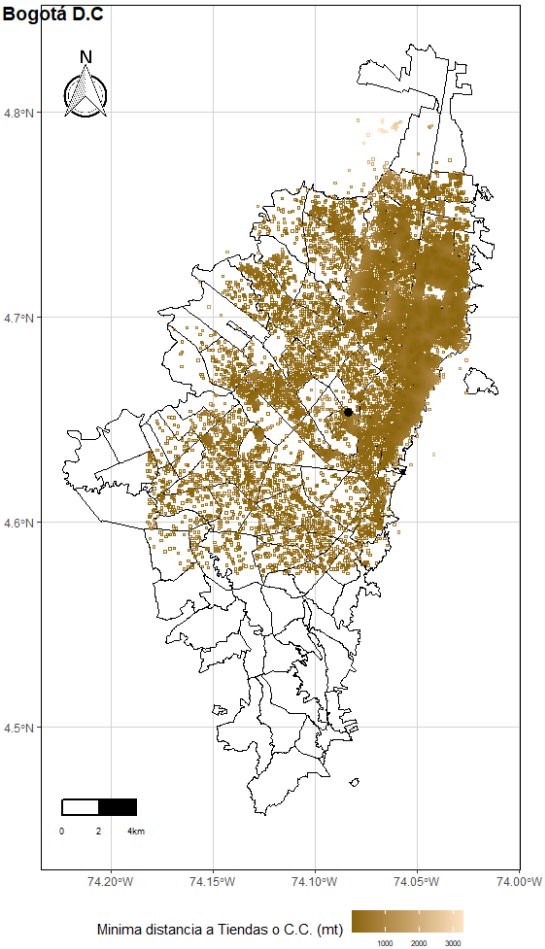 Bogotá D.C
N
4.8°N
4.7°N
4.6°N
4.5°N
0 2 4km
74.20°W 74.15°W 74.10°W 74.05°W 74.00°W
Minima distancia a Tiendas o C.C. (mt)
1000 2000 3000